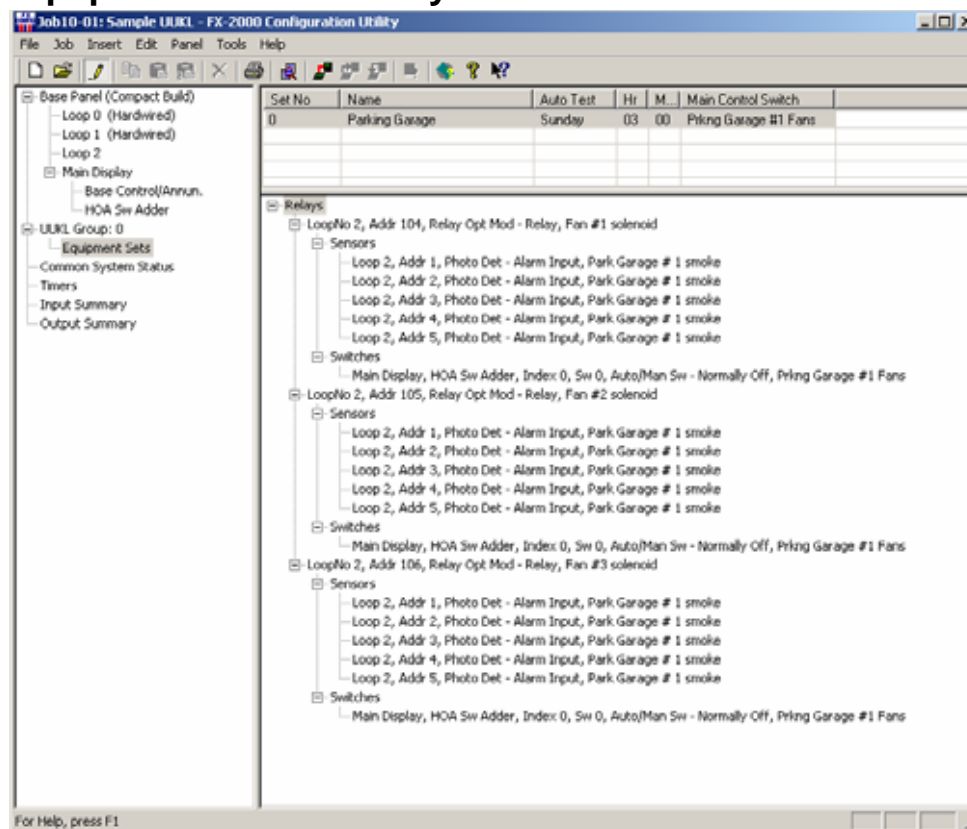 Job10-01: Sample UUKL - FX-2000 Configuration Utility
File Job Insert Edit Panel Tools Help
Base Panel (Compact Build)
Loop 0 (Hardwired)
Loop 1 (Hardwired)
Loop 2
Main Display
Base Control/Annun.
HOA Sw Adder
UUKL Group: 0
Equipment Sets
Common System Status
Timers
Input Summary
Output Summary
Set No Name Auto Test Hr M... Main Control Switch
0 Parking Garage Sunday 03 00 Prkng Garage #1 Fans
Relays
LoopNo 2, Addr 104, Relay Opt Mod - Relay, Fan #1 solenoid
Sensors
Loop 2, Addr 1, Photo Det - Alarm Input, Park Garage # 1 smoke
Loop 2, Addr 2, Photo Det - Alarm Input, Park Garage # 1 smoke
Loop 2, Addr 3, Photo Det - Alarm Input, Park Garage # 1 smoke
Loop 2, Addr 4, Photo Det - Alarm Input, Park Garage # 1 smoke
Loop 2, Addr 5, Photo Det - Alarm Input, Park Garage # 1 smoke
Switches
Main Display, HOA Sw Adder, Index 0, Sw 0, Auto/Man Sw - Normally Off, Prkng Garage #1 Fans
LoopNo 2, Addr 105, Relay Opt Mod - Relay, Fan #2 solenoid
Sensors
Loop 2, Addr 1, Photo Det - Alarm Input, Park Garage # 1 smoke
Loop 2, Addr 2, Photo Det - Alarm Input, Park Garage # 1 smoke
Loop 2, Addr 3, Photo Det - Alarm Input, Park Garage # 1 smoke
Loop 2, Addr 4, Photo Det - Alarm Input, Park Garage # 1 smoke
Loop 2, Addr 5, Photo Det - Alarm Input, Park Garage # 1 smoke
Switches
Main Display, HOA Sw Adder, Index 0, Sw 0, Auto/Man Sw - Normally Off, Prkng Garage #1 Fans
LoopNo 2, Addr 106, Relay Opt Mod - Relay, Fan #3 solenoid
Sensors
Loop 2, Addr 1, Photo Det - Alarm Input, Park Garage # 1 smoke
Loop 2, Addr 2, Photo Det - Alarm Input, Park Garage # 1 smoke
Loop 2, Addr 3, Photo Det - Alarm Input, Park Garage # 1 smoke
Loop 2, Addr 4, Photo Det - Alarm Input, Park Garage # 1 smoke
Loop 2, Addr 5, Photo Det - Alarm Input, Park Garage # 1 smoke
Switches
Main Display, HOA Sw Adder, Index 0, Sw 0, Auto/Man Sw - Normally Off, Prkng Garage #1 Fans
For Help, press F1